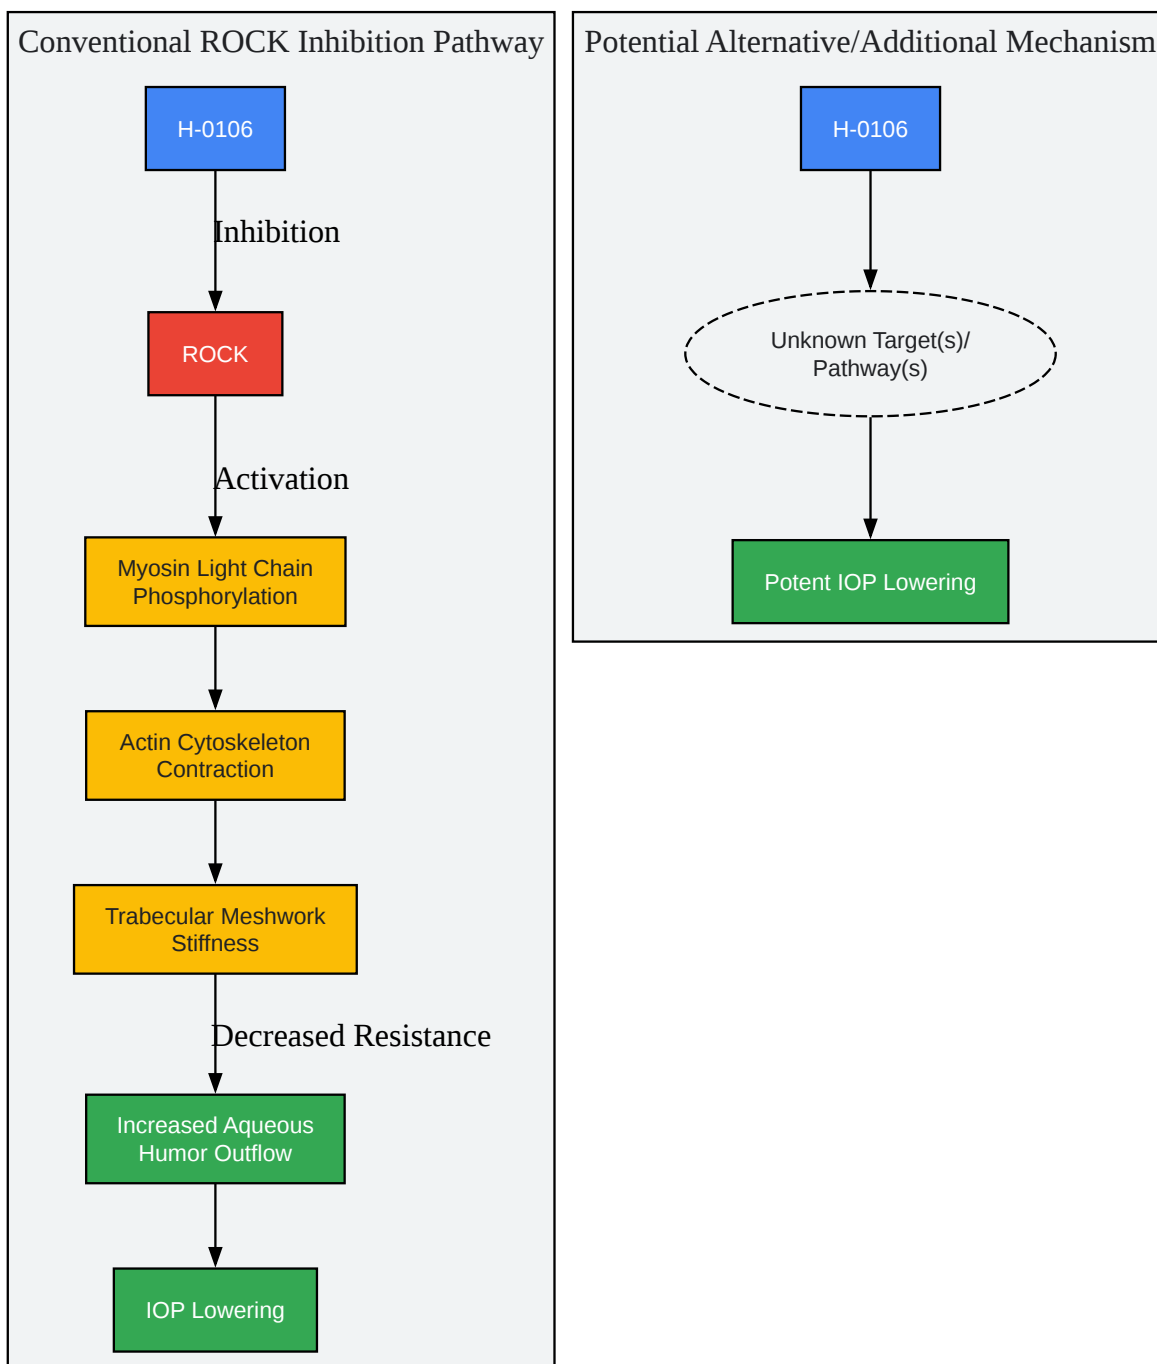 Conventional ROCK Inhibition Pathway
H-0106
Inhibition
ROCK
Activation
Myosin Light Chain
Phosphorylation
Actin Cytoskeleton
Contraction
Trabecular Meshwork
Stiffness
Decreased Resistance
Increased Aqueous
Humor Outflow
IOP Lowering
Potential Alternative/Additional Mechanism
H-0106
Unknown Target(s)/
Pathway(s)
Potent IOP Lowering